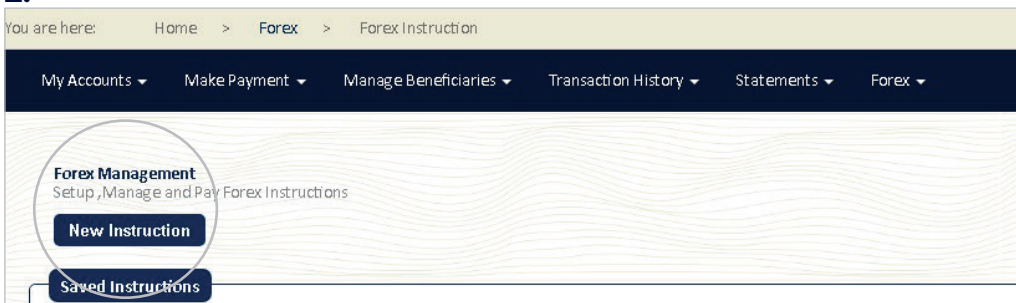 You are here: Home > Forex > Forex Instruction
My Accounts Make Payment Manage Beneficiaries Transaction History Statements Forex
Forex Management
Setup ,Manage and Pay Forex Instructions
New Instruction
Saved Instructions